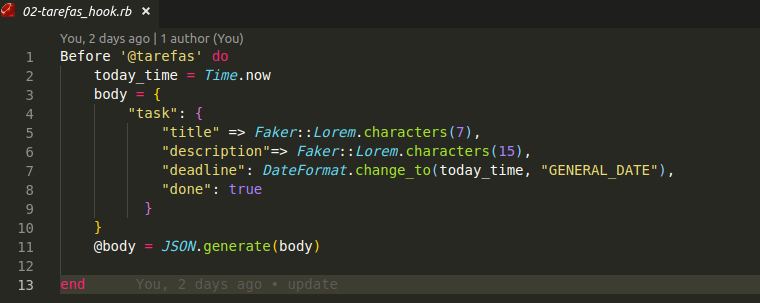 02-tarefas_hook.rb ×
You, 2 days ago | 1 author (You)
1 Before '@tarefas' do
2     today_time = Time.now
3     body = {
4         "task": {
5             "title" => Faker::Lorem.characters(7),
6             "description"=> Faker::Lorem.characters(15),
7             "deadline": DateFormat.change_to(today_time, "GENERAL_DATE"),
8             "done": true
9           }
10     }
11     @body = JSON.generate(body)
12
13 end      You, 2 days ago • update